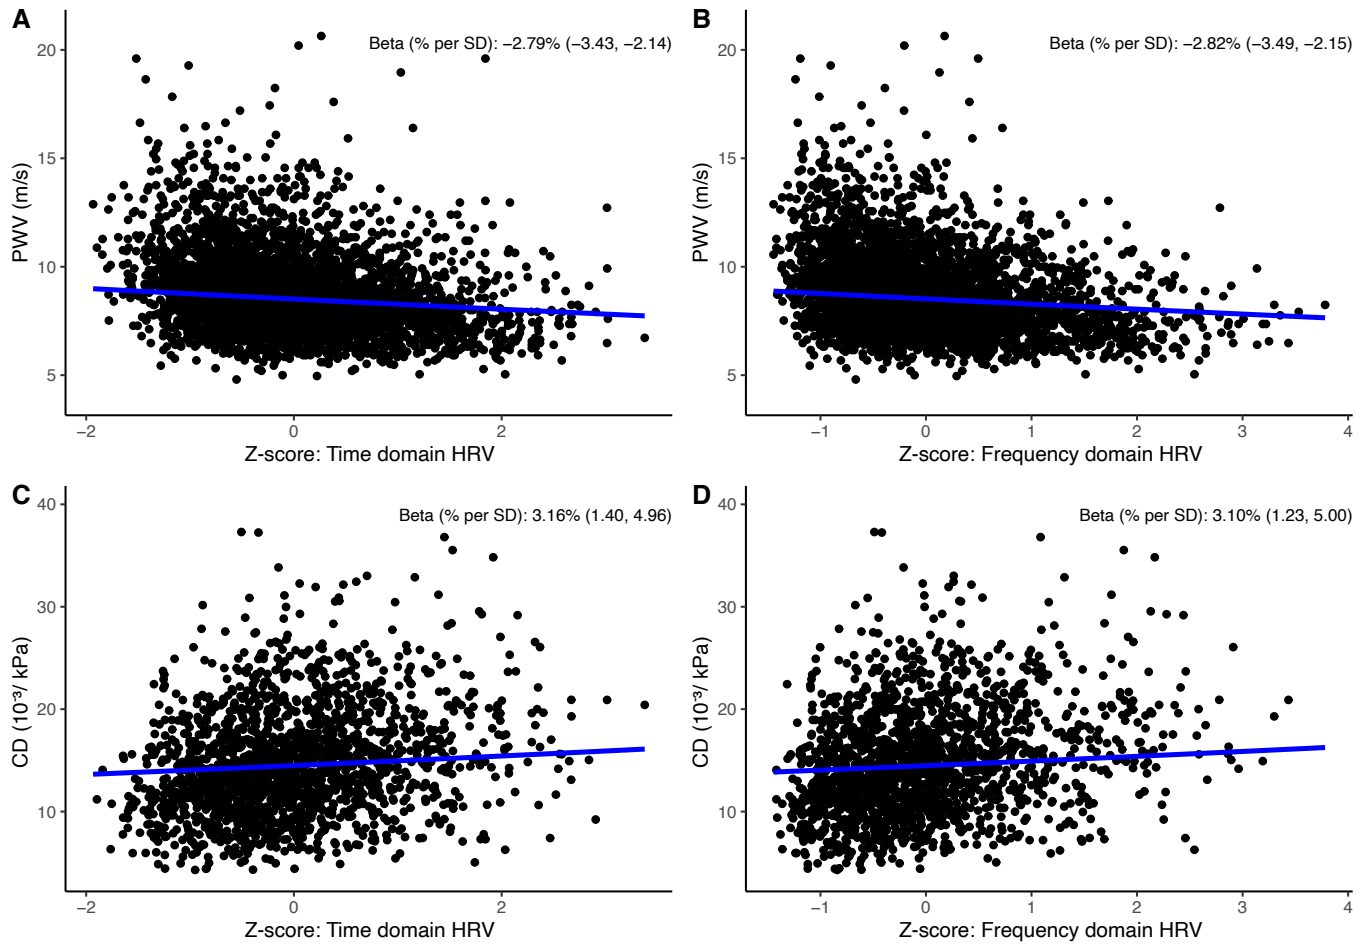 A
Beta (% per SD): −2.79% (−3.43, −2.14)
PWV (m/s)
20
15
10
5
−2
0
2
Z-score: Time domain HRV
B
Beta (% per SD): −2.82% (−3.49, −2.15)
PWV (m/s)
20
15
10
5
−1
0
1
2
3
4
Z-score: Frequency domain HRV
C
Beta (% per SD): 3.16% (1.40, 4.96)
CD (10⁻³/ kPa)
40
30
20
10
−2
0
2
Z-score: Time domain HRV
D
Beta (% per SD): 3.10% (1.23, 5.00)
CD (10⁻³/ kPa)
40
30
20
10
−1
0
1
2
3
4
Z-score: Frequency domain HRV